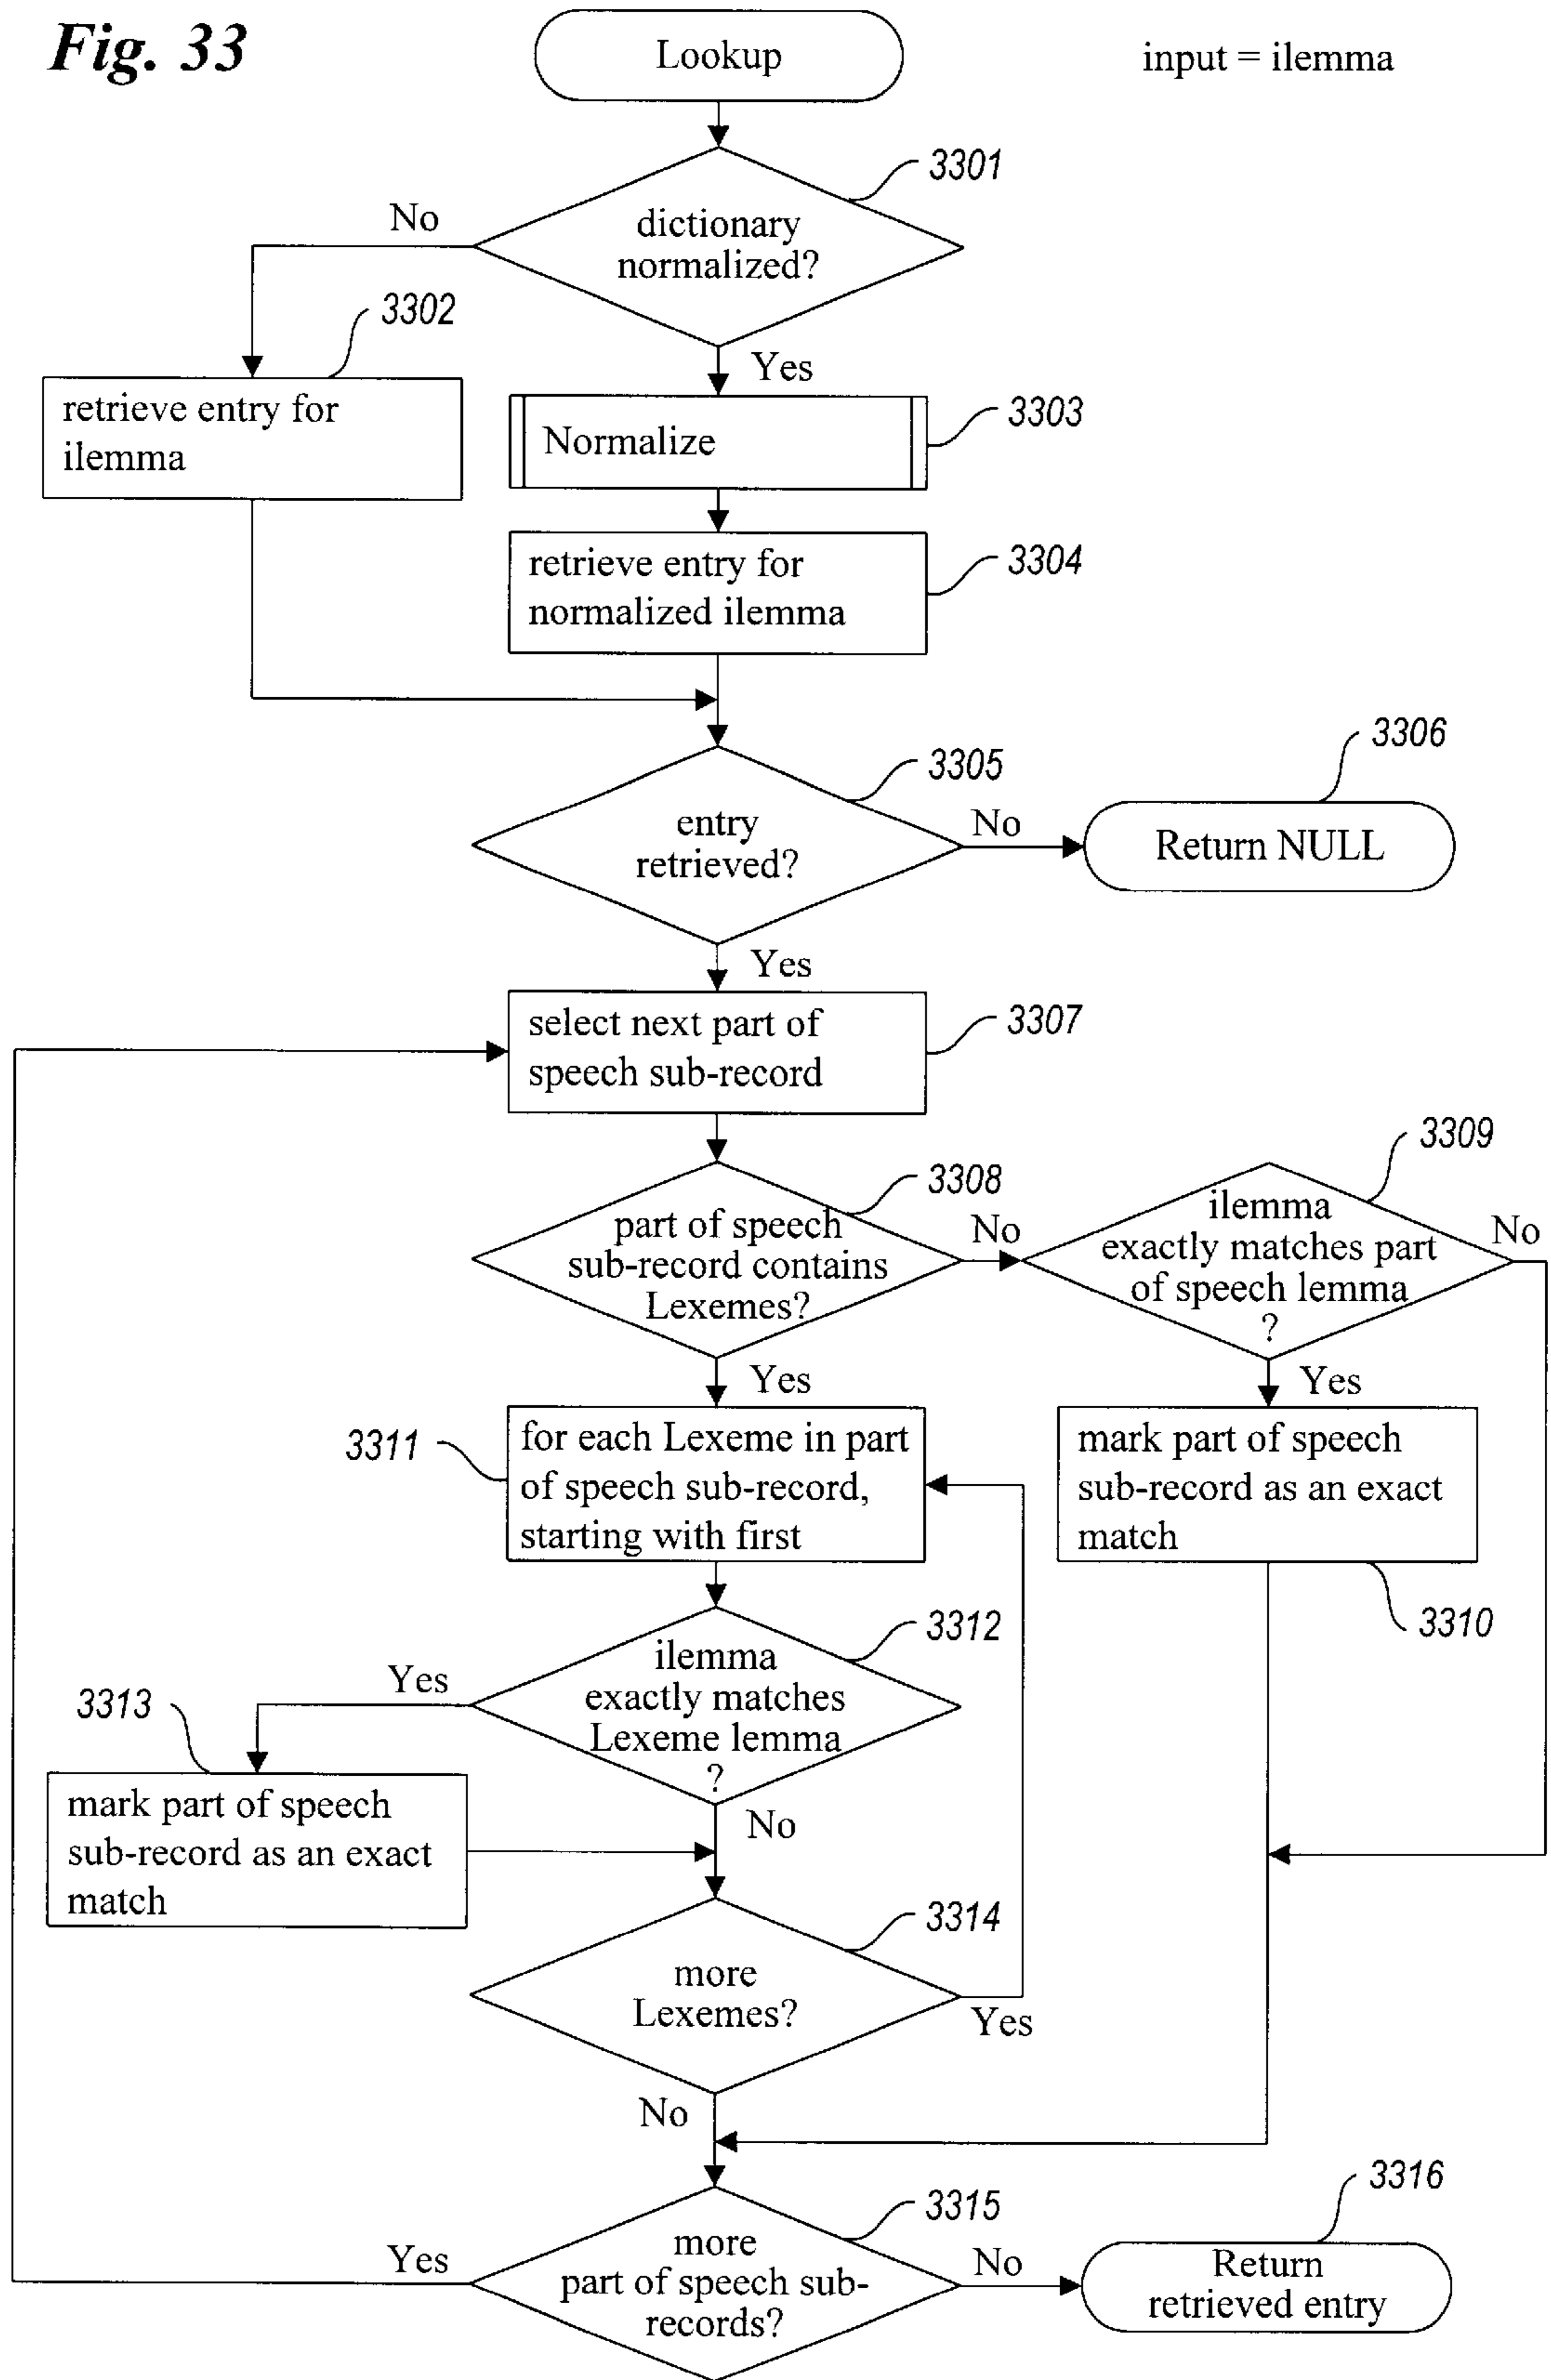 Fig. 33
Lookup
input = ilemma
3301
No
dictionary
normalized?
3302
Yes
retrieve entry for
ilemma
3303
Normalize
3304
retrieve entry for
normalized ilemma
3305
3306
entry
retrieved?
No
Return NULL
Yes
3307
select next part of
speech sub-record
3308
3309
part of speech
sub-record contains
Lexemes?
No
ilemma
exactly matches part
of speech lemma
?
No
Yes
Yes
3311
for each Lexeme in part
of speech sub-record,
starting with first
mark part of speech
sub-record as an exact
match
3310
3312
ilemma
exactly matches
Lexeme lemma
?
Yes
3313
No
mark part of speech
sub-record as an exact
match
3314
more
Lexemes?
Yes
No
3315
3316
Yes
more
part of speech sub-
records?
No
Return
retrieved entry